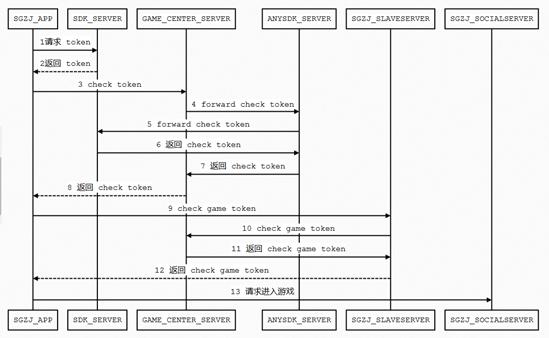 SGZJ_APP
SDK_SERVER
GAME_CENTER_SERVER
ANYSDK_SERVER
SGZJ_SLAVESERVER
SGZJ_SOCIALSERVER
1请求 token
2返回 token
3 check token
4 forward check token
5 forward check token
6 返回 check token
7 返回 check token
8 返回 check token
9 check game token
10 check game token
11 返回 check game token
12 返回 check game token
13 请求进入游戏
SGZJ_APP
SDK_SERVER
GAME_CENTER_SERVER
ANYSDK_SERVER
SGZJ_SLAVESERVER
SGZJ_SOCIALSERVER